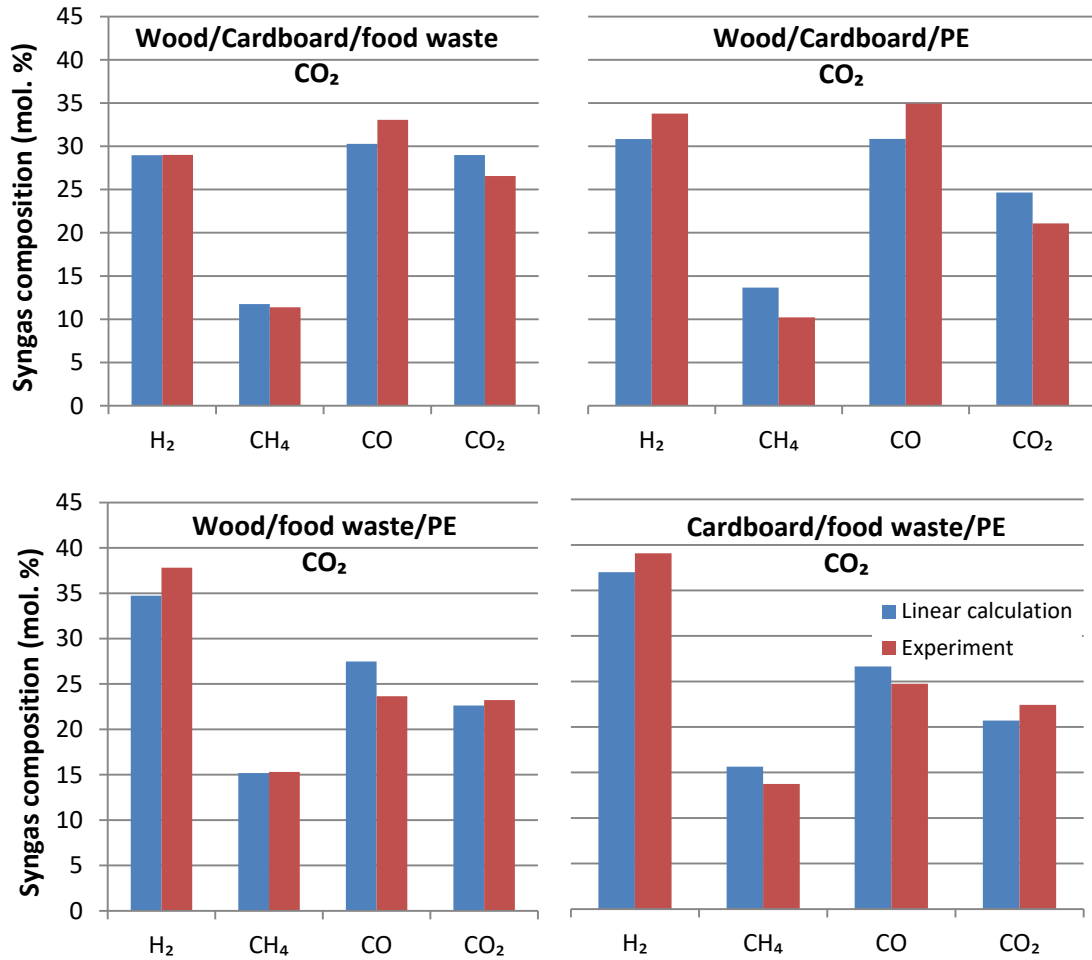 Syngas composition (mol. %)
45
40
35
30
25
20
15
10
5
0
Wood/Cardboard/food waste
CO₂
H₂ CH₄ CO CO₂
Wood/Cardboard/PE
CO₂
H₂ CH₄ CO CO₂
Syngas composition (mol. %)
45
40
35
30
25
20
15
10
5
0
Wood/food waste/PE
CO₂
H₂ CH₄ CO CO₂
Cardboard/food waste/PE
CO₂
Linear calculation
Experiment
H₂ CH₄ CO CO₂